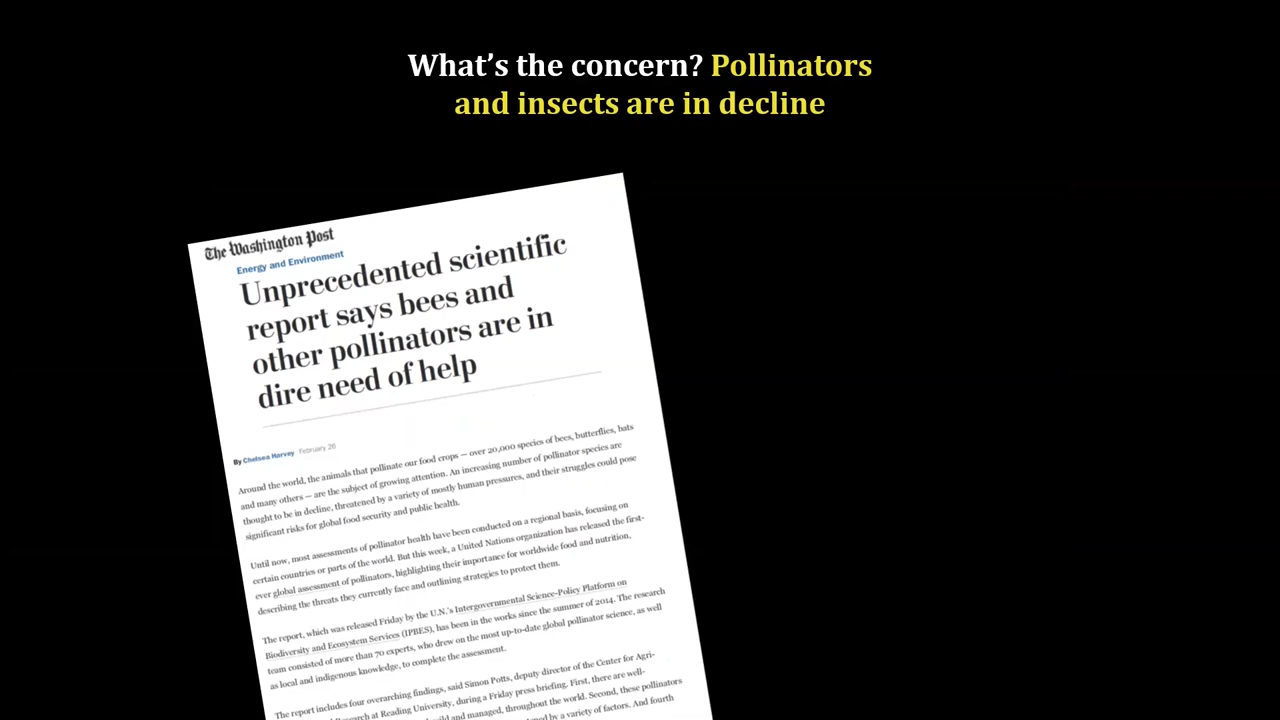 What's the concern? Pollinators
and insects are in decline
The Washington Post
Energy and Environment
Unprecedented scientific
report says bees and
other pollinators are in
dire need of help
By Chelsea Harvey February 26
Around the world, the animals that pollinate our food crops — over 20,000 species of bees, butterflies, bats
and many others — are the subject of growing attention. An increasing number of pollinator species are
thought to be in decline, threatened by a variety of mostly human pressures, and their struggles could pose
significant risks for global food security and public health.
Until now, most assessments of pollinator health have been conducted on a regional basis, focusing on
certain countries or parts of the world. But this week, a United Nations organization has released the first-
ever global assessment of pollinators, highlighting their importance for worldwide food and nutrition,
describing the threats they currently face and outlining strategies to protect them.
The report, which was released Friday by the U.N.'s Intergovernmental Science-Policy Platform on
Biodiversity and Ecosystem Services (IPBES), has been in the works since the summer of 2014. The research
team consisted of more than 70 experts, who drew on the most up-to-date global pollinator science, as well
as local and indigenous knowledge, to complete the assessment.
The report includes four overarching findings, said Simon Potts, deputy director of the Center for Agri-
Research at Reading University, during a Friday press briefing. First, there are well-
and managed, throughout the world. Second, these pollinators
by a variety of factors. And fourth